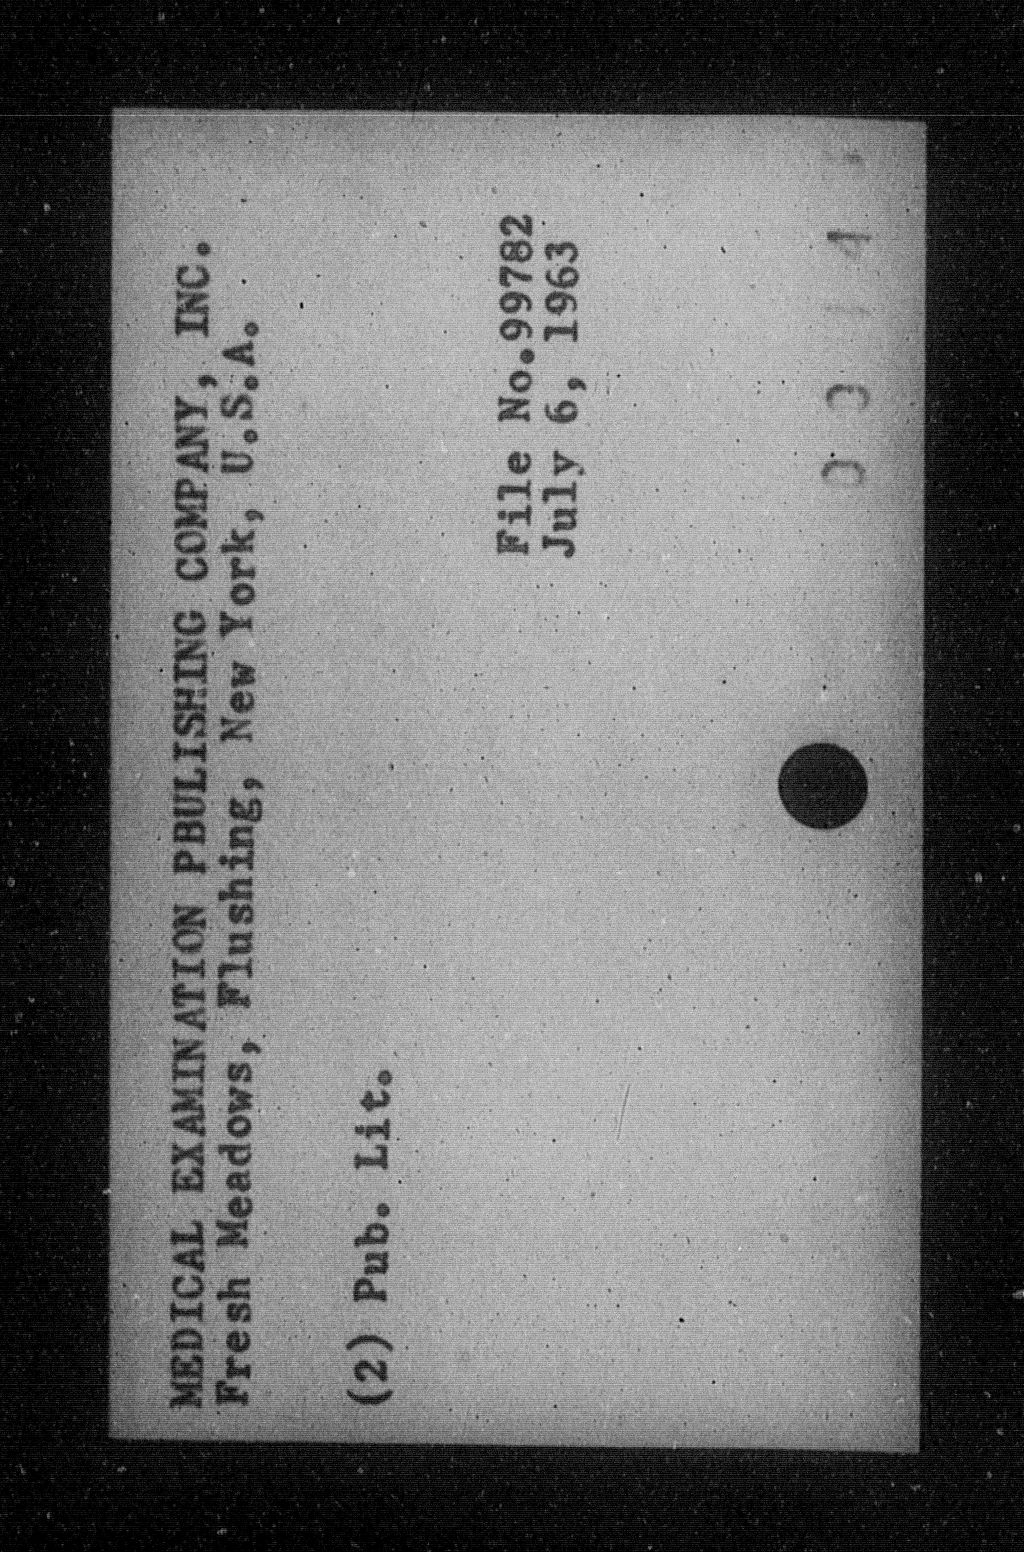 MEDICAL EXAMINATION PBULISHING COMPANY, INC.
Fresh Meadows, Flushing, New York, U.S.A.
(2) Pub. Lit.
File No.99782
July 6, 1963